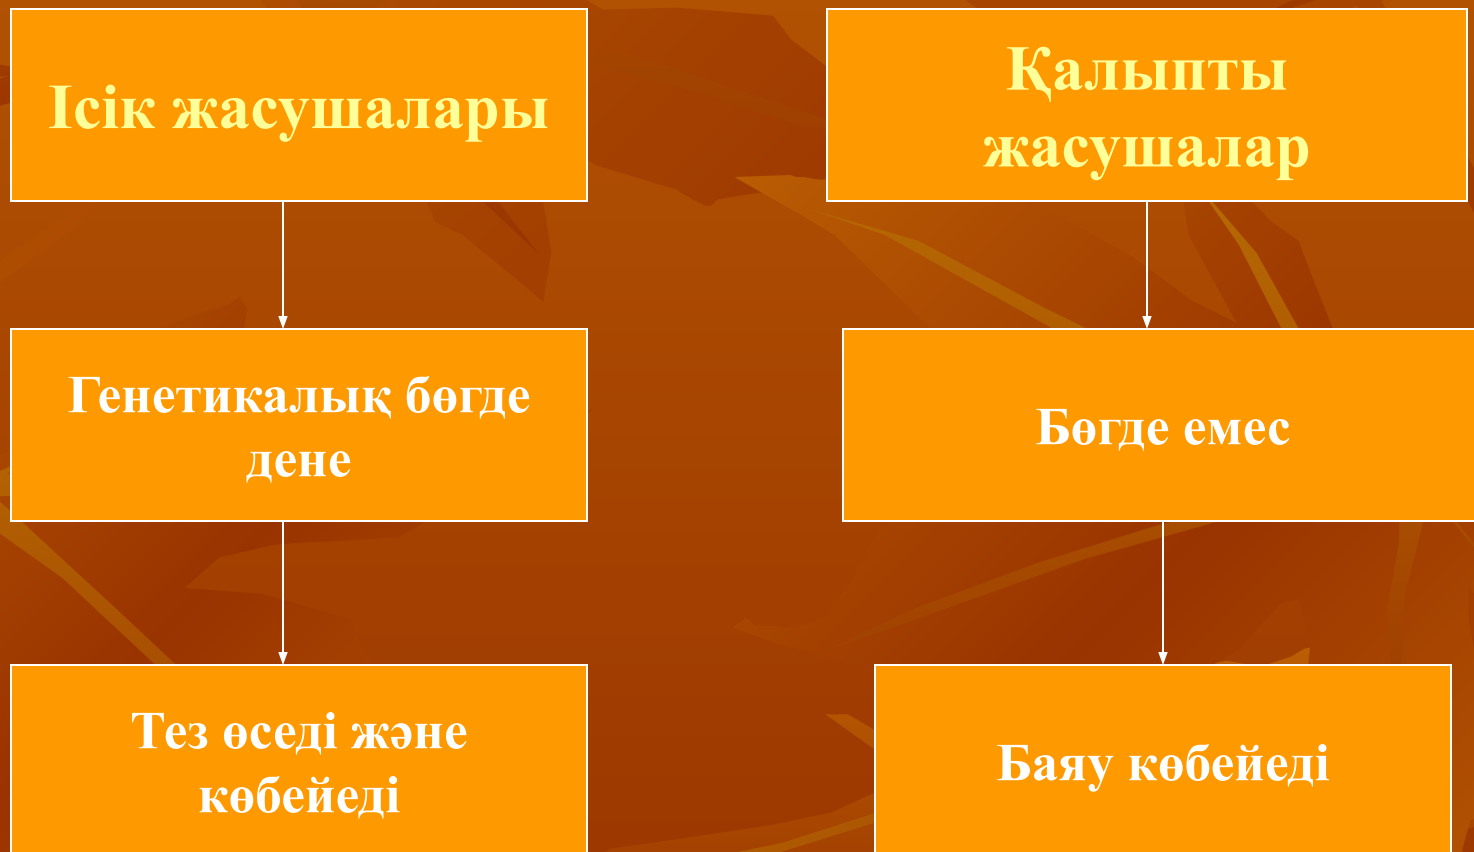 Ісік жасушалары
Қалыпты
жасушалар
Генетикалық бөгде
дене
Бөгде емес
Тез өседі және
көбейеді
Баяу көбейеді